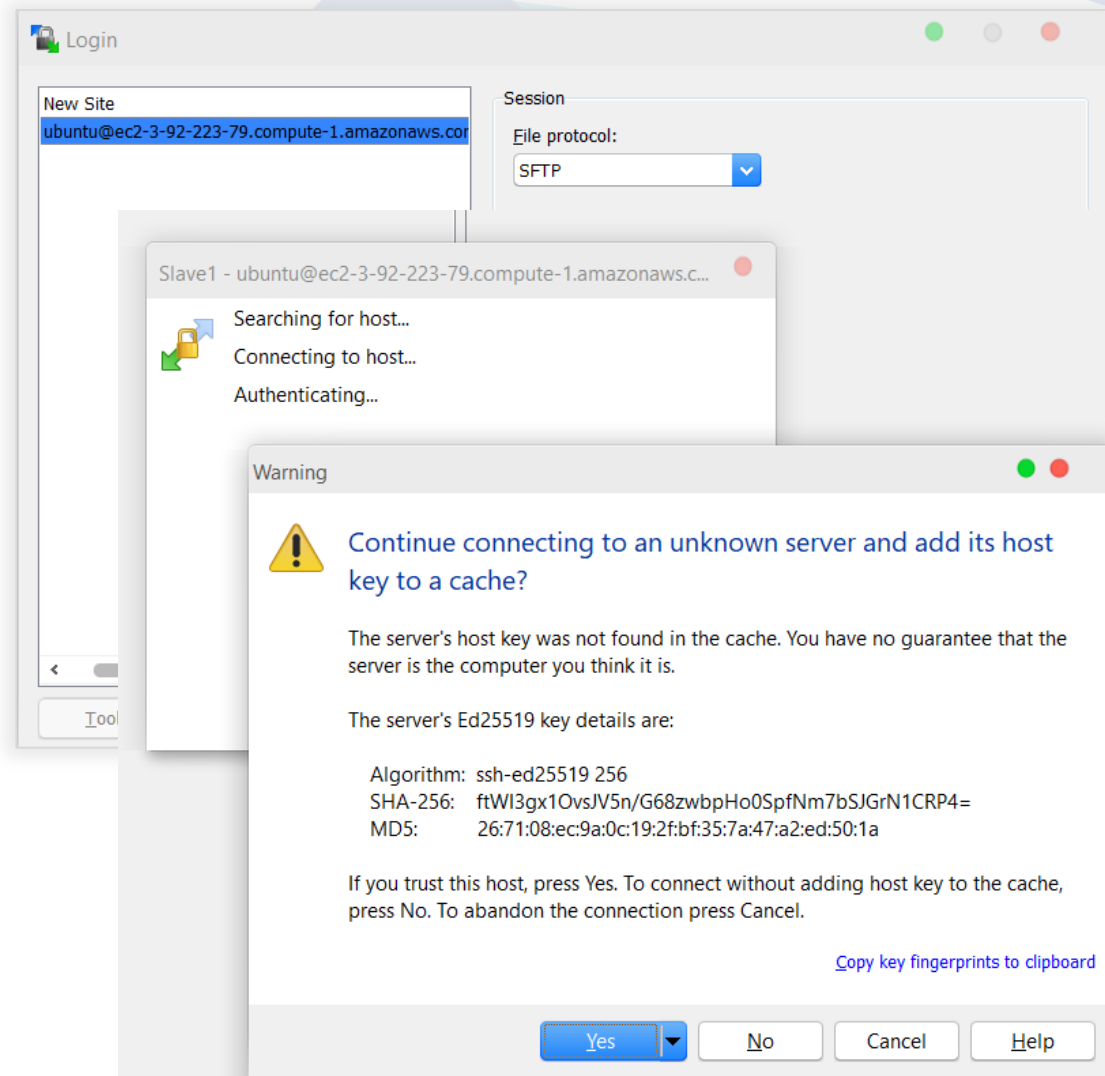 Login
New Site
ubuntu@ec2-3-92-223-79.compute-1.amazonaws.cor
Session
File protocol:
SFTP
Slave1 - ubuntu@ec2-3-92-223-79.compute-1.amazonaws.c...
Searching for host...
Connecting to host...
Authenticating...
Tool
Warning
Continue connecting to an unknown server and add its host
key to a cache?
The server's host key was not found in the cache. You have no guarantee that the
server is the computer you think it is.
The server's Ed25519 key details are:
Algorithm: ssh-ed25519 256
SHA-256: ftWI3gx1OvsJV5n/G68zwbpHo0SpfNm7bSJGrN1CRP4=
MD5: 26:71:08:ec:9a:0c:19:2f:bf:35:7a:47:a2:ed:50:1a
If you trust this host, press Yes. To connect without adding host key to the cache,
press No. To abandon the connection press Cancel.
Copy key fingerprints to clipboard
Yes No Cancel Help